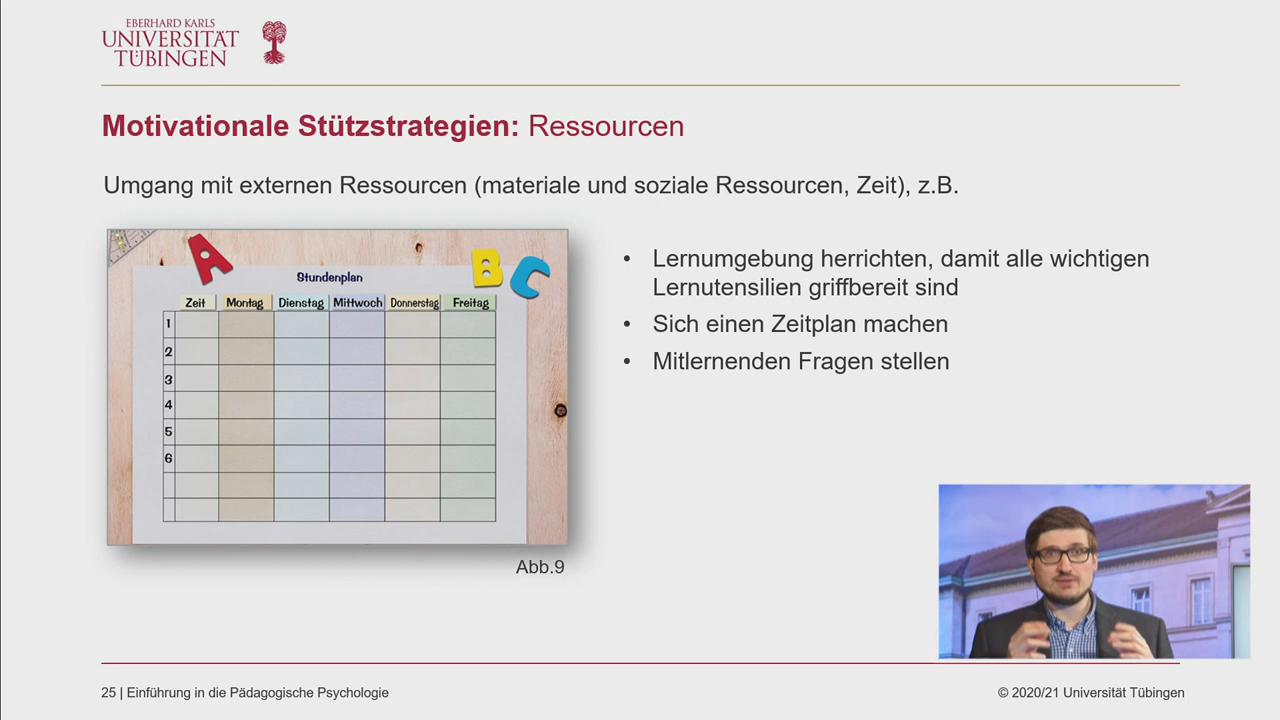 EBERHARD KARLS
UNIVERSITÄT
TÜBINGEN
Motivationale Stützstrategien: Ressourcen
Umgang mit externen Ressourcen (materiale und soziale Ressourcen, Zeit), z.B.
A
B
C
Stundenplan
Zeit Montag Dienstag Mittwoch Donnerstag Freitag
1
2
3
4
5
6
Abb.9
• Lernumgebung herrichten, damit alle wichtigen
Lernutensilien griffbereit sind
• Sich einen Zeitplan machen
• Mitlernenden Fragen stellen
25 | Einführung in die Pädagogische Psychologie
© 2020/21 Universität Tübingen